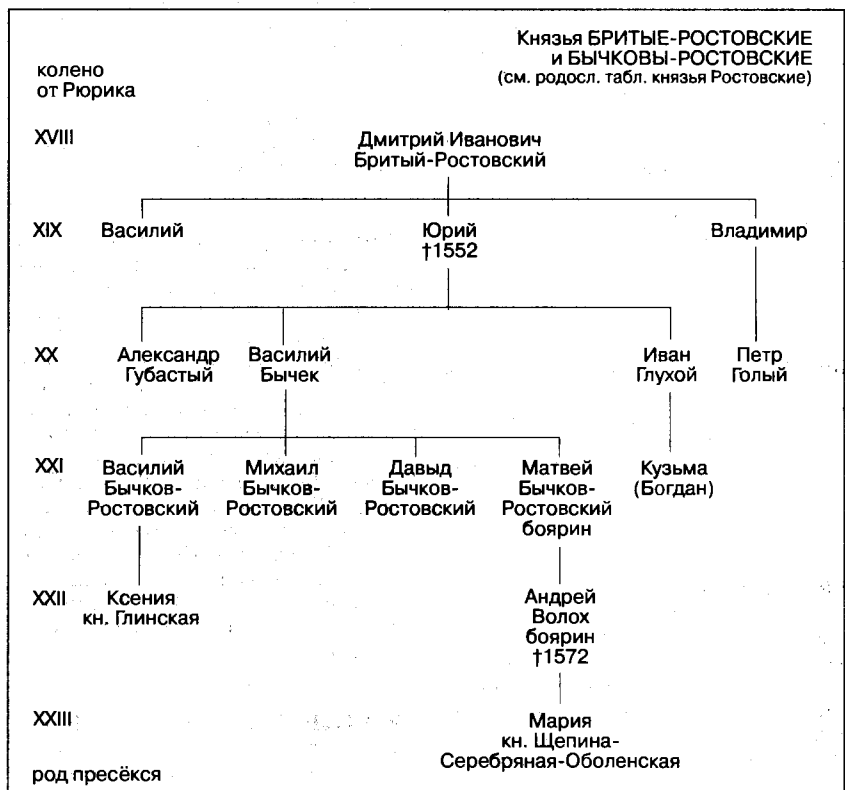 Князья БРИТЫЕ-РОСТОВСКИЕ
и БЫЧКОВЫ-РОСТОВСКИЕ
(см. родосл. табл. князья Ростовские)
колено
от Рюрика
XVIII
Дмитрий Иванович
Бритый-Ростовский
XIX
Василий
Юрий
†1552
Владимир
XX
Александр
Губастый
Василий
Бычек
Иван
Глухой
Петр
Голый
XXI
Василий
Бычков-
Ростовский
Михаил
Бычков-
Ростовский
Давыд
Бычков-
Ростовский
Матвей
Бычков-
Ростовский
боярин
Кузьма
(Богдан)
XXII
Ксения
кн. Глинская
Андрей
Волох
боярин
†1572
XXIII
Мария
кн. Щепина-
Серебряная-Оболенская
род пресёкся